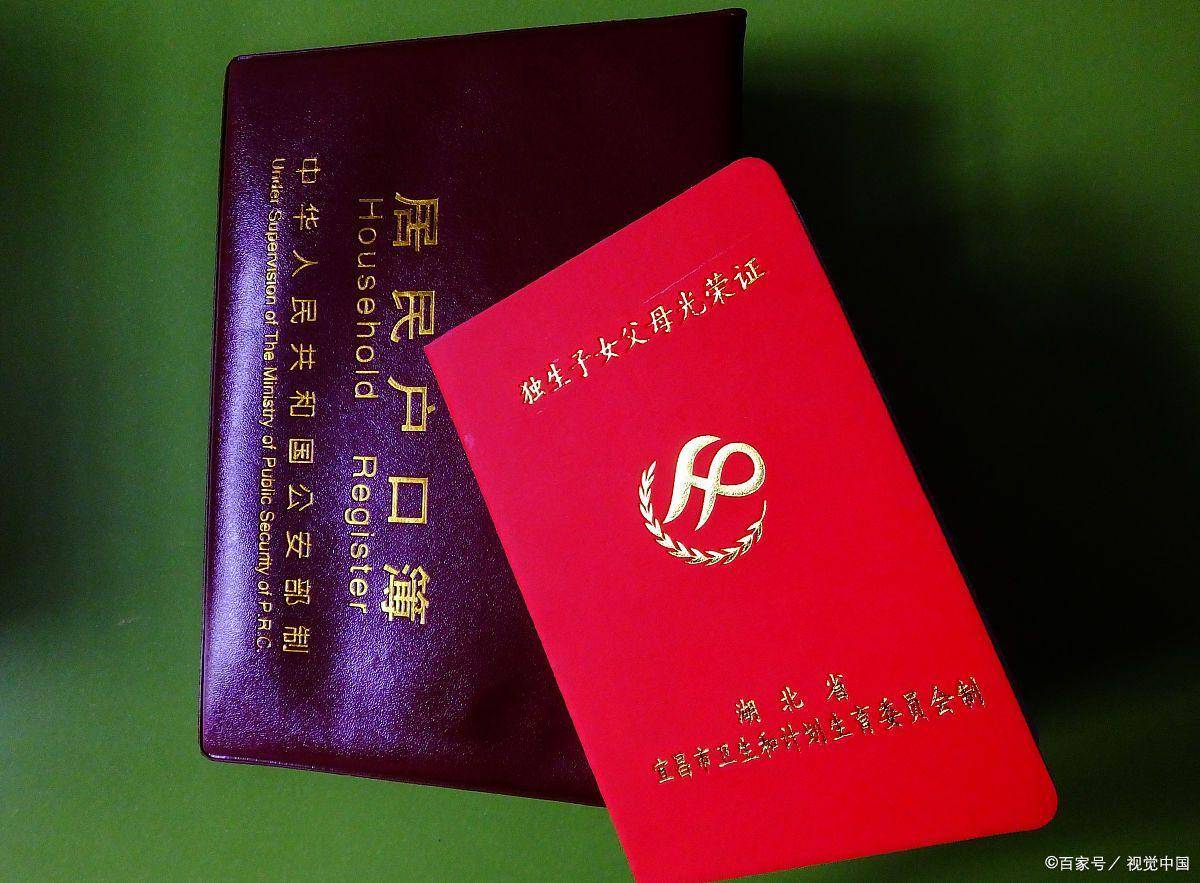 居民户口簿
Household Register
中华人民共和国公安部制
Under Supervision of The Ministry of Public Security of P.R.C.
独生子女父母光荣证
湖北省
宜昌市卫生和计划生育委员会制
©百家号／视觉中国